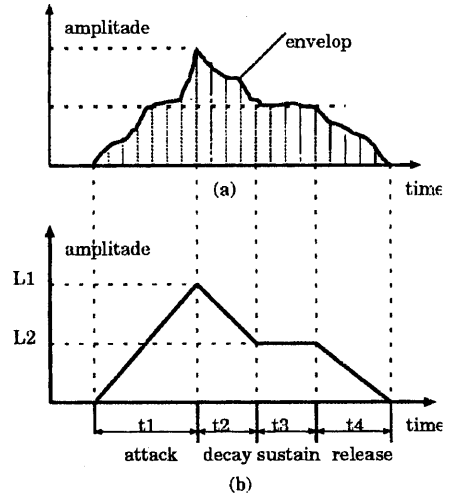 amplitade
envelop
(a)
time
amplitade
L1
L2
t1 t2 t3 t4
time
attack decay sustain release
(b)